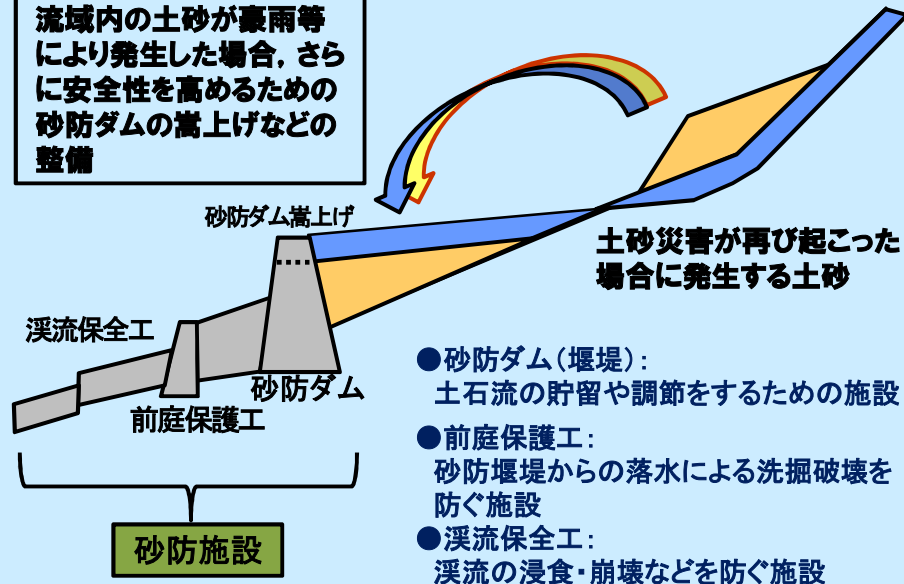 流域内の土砂が豪雨等
により発生した場合，さら
に安全性を高めるための
砂防ダムの嵩上げなどの
整備
砂防ダム嵩上げ
土砂災害が再び起こった
場合に発生する土砂
渓流保全工
砂防ダム
前庭保護工
砂防施設
●砂防ダム（堰堤）：
土石流の貯留や調節をするための施設
●前庭保護工：
砂防堰堤からの落水による洗掘破壊を
防ぐ施設
●渓流保全工：
渓流の浸食・崩壊などを防ぐ施設